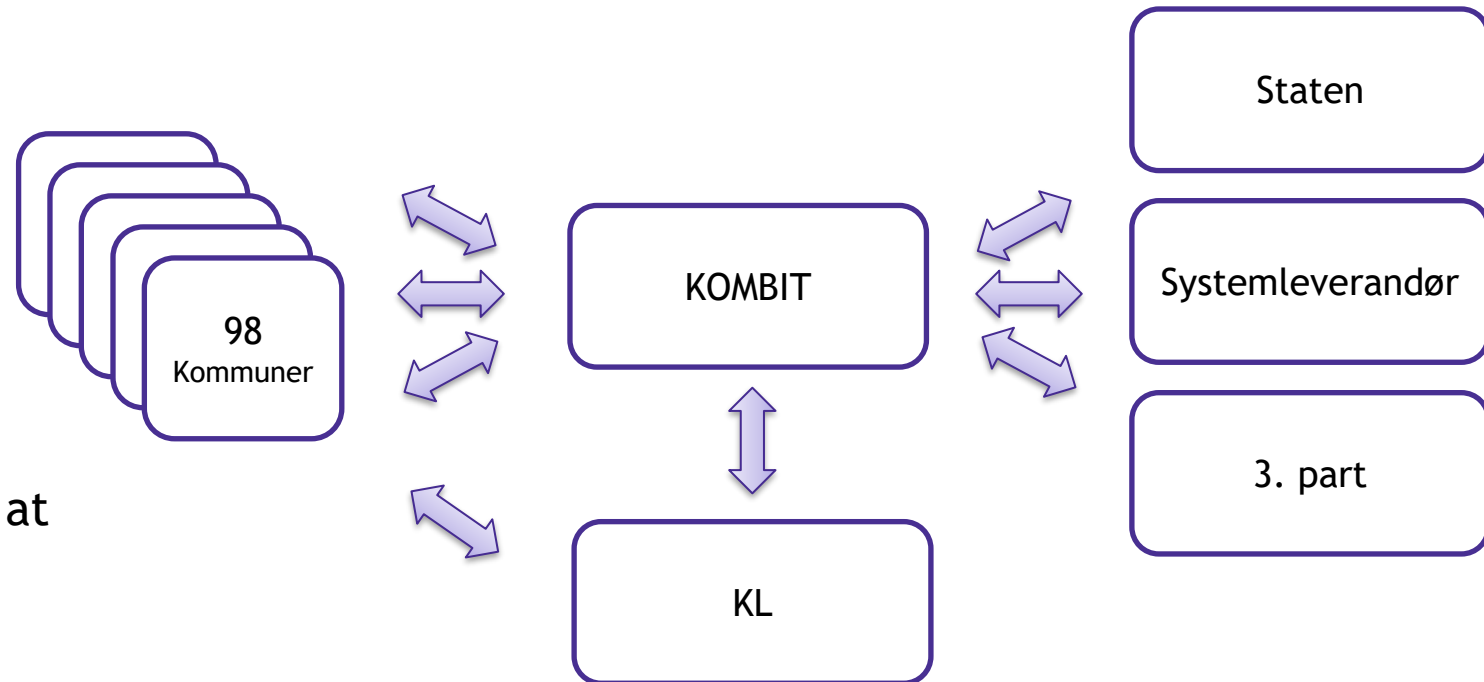 Staten
KOMBIT
Systemleverandør
98
Kommuner
3. part
at
KL